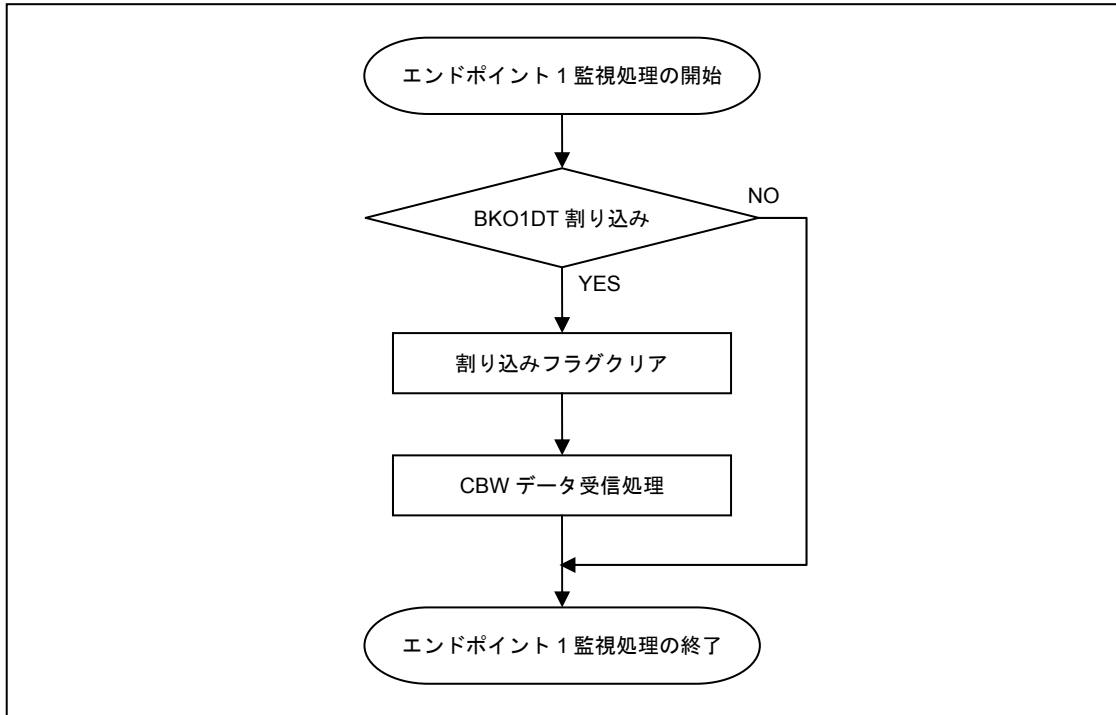 エンドポイント 1 監視処理の開始
BKO1DT 割り込み
NO
YES
割り込みフラグクリア
CBW データ受信処理
エンドポイント 1 監視処理の終了